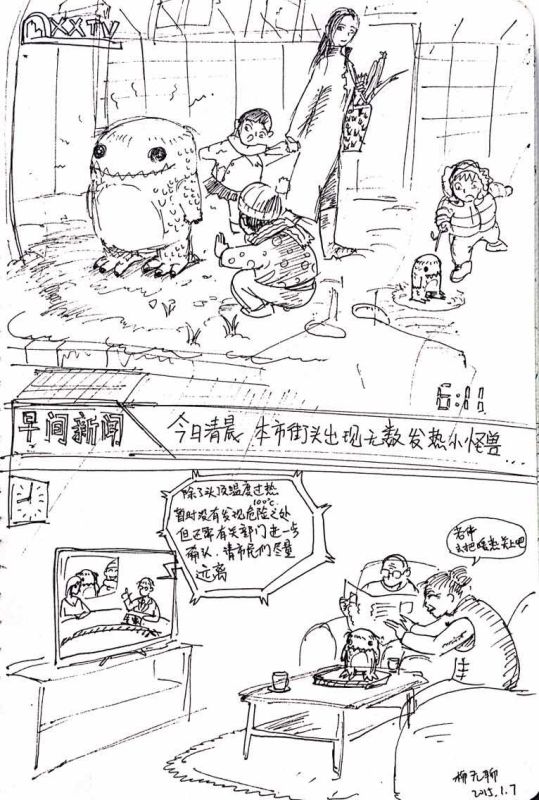 XXTV
6:11
早间新闻
今日清晨 本市街头出现无数发热小怪兽...
除了头顶温度过热
100℃
暂时没有发现危险之处
但还需有关部门进一步
确认，请市民们尽量
远离
老伴
去把暖热关上吧
柳无聊
2015.1.7